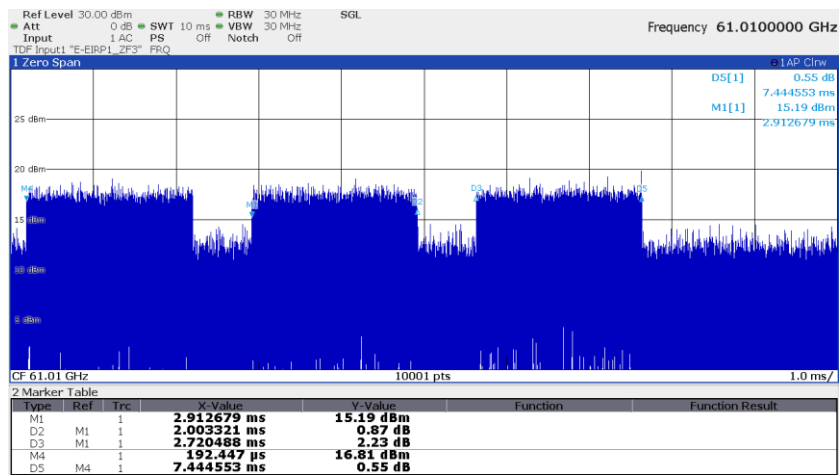 Ref Level 30.00 dBm RBW 30 MHz SGL
Att 0 dB SWT 10 ms VBW 30 MHz
Input 1 AC PS Off Notch Off
Frequency 61.0100000 GHz
TDF Input1 "E-EIRP1_ZF3" FRQ
1 Zero Span 1AP Clrw
D5[1] 0.55 dB
7.444553 ms
M1[1] 15.19 dBm
2.912679 ms
25 dBm
20 dBm
M4 D3 D5
M1 D2
15 dBm
10 dBm
5 dBm
CF 61.01 GHz 10001 pts 1.0 ms/
2 Marker Table
Type Ref Trc X-Value Y-Value Function Function Result
M1 1 2.912679 ms 15.19 dBm
D2 M1 1 2.003321 ms 0.87 dB
D3 M1 1 2.720488 ms 2.23 dB
M4 1 192.447 µs 16.81 dBm
D5 M4 1 7.444553 ms 0.55 dB